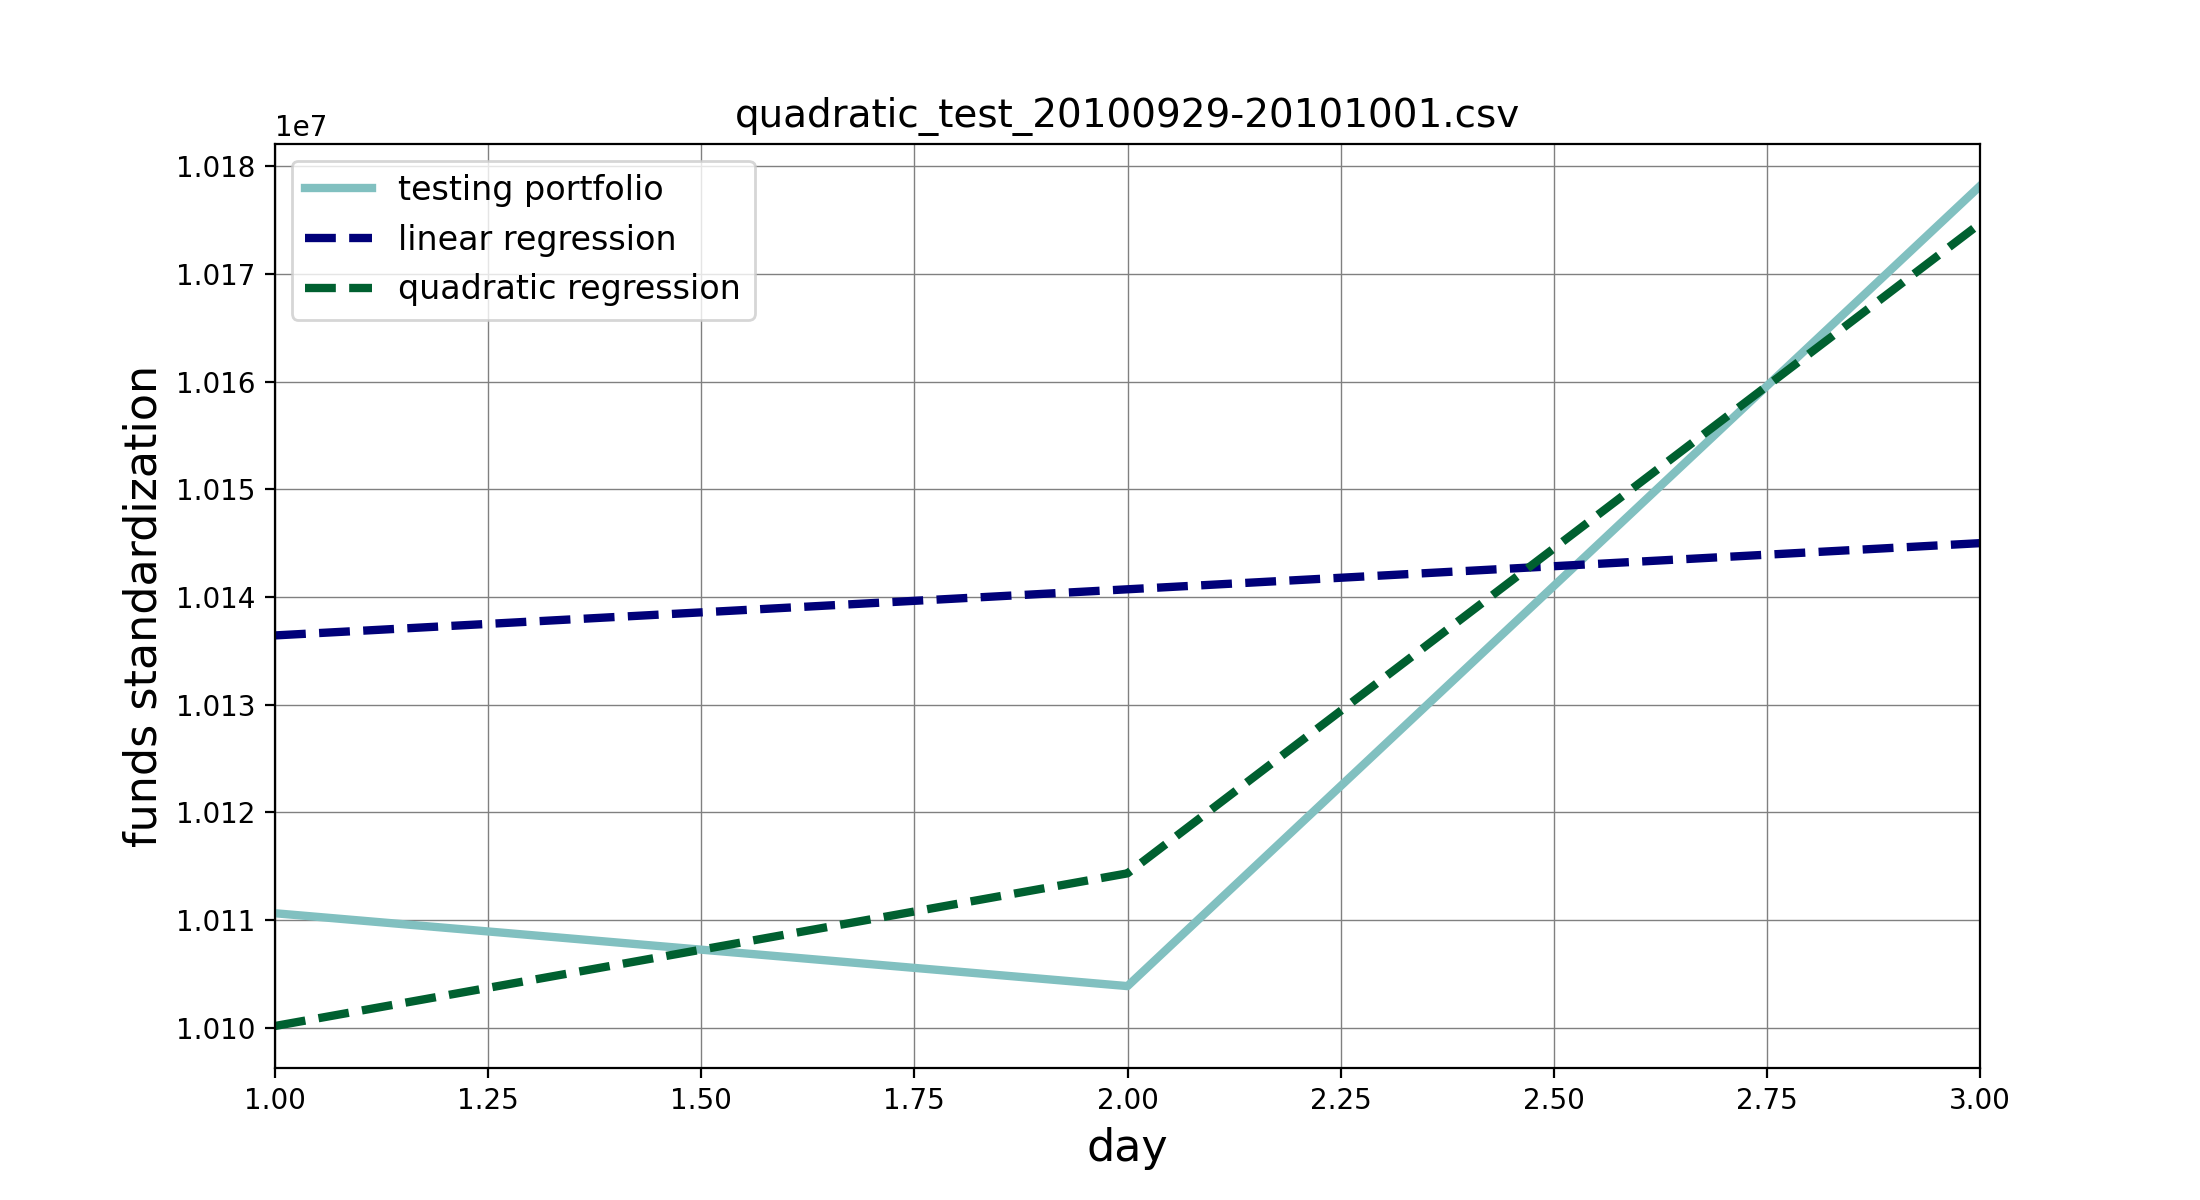 quadratic_test_20100929-20101001.csv
1e7
1.018
1.017
1.016
1.015
1.014
1.013
1.012
1.011
1.010
funds standardization
testing portfolio
linear regression
quadratic regression
1.00 1.25 1.50 1.75 2.00 2.25 2.50 2.75 3.00
day